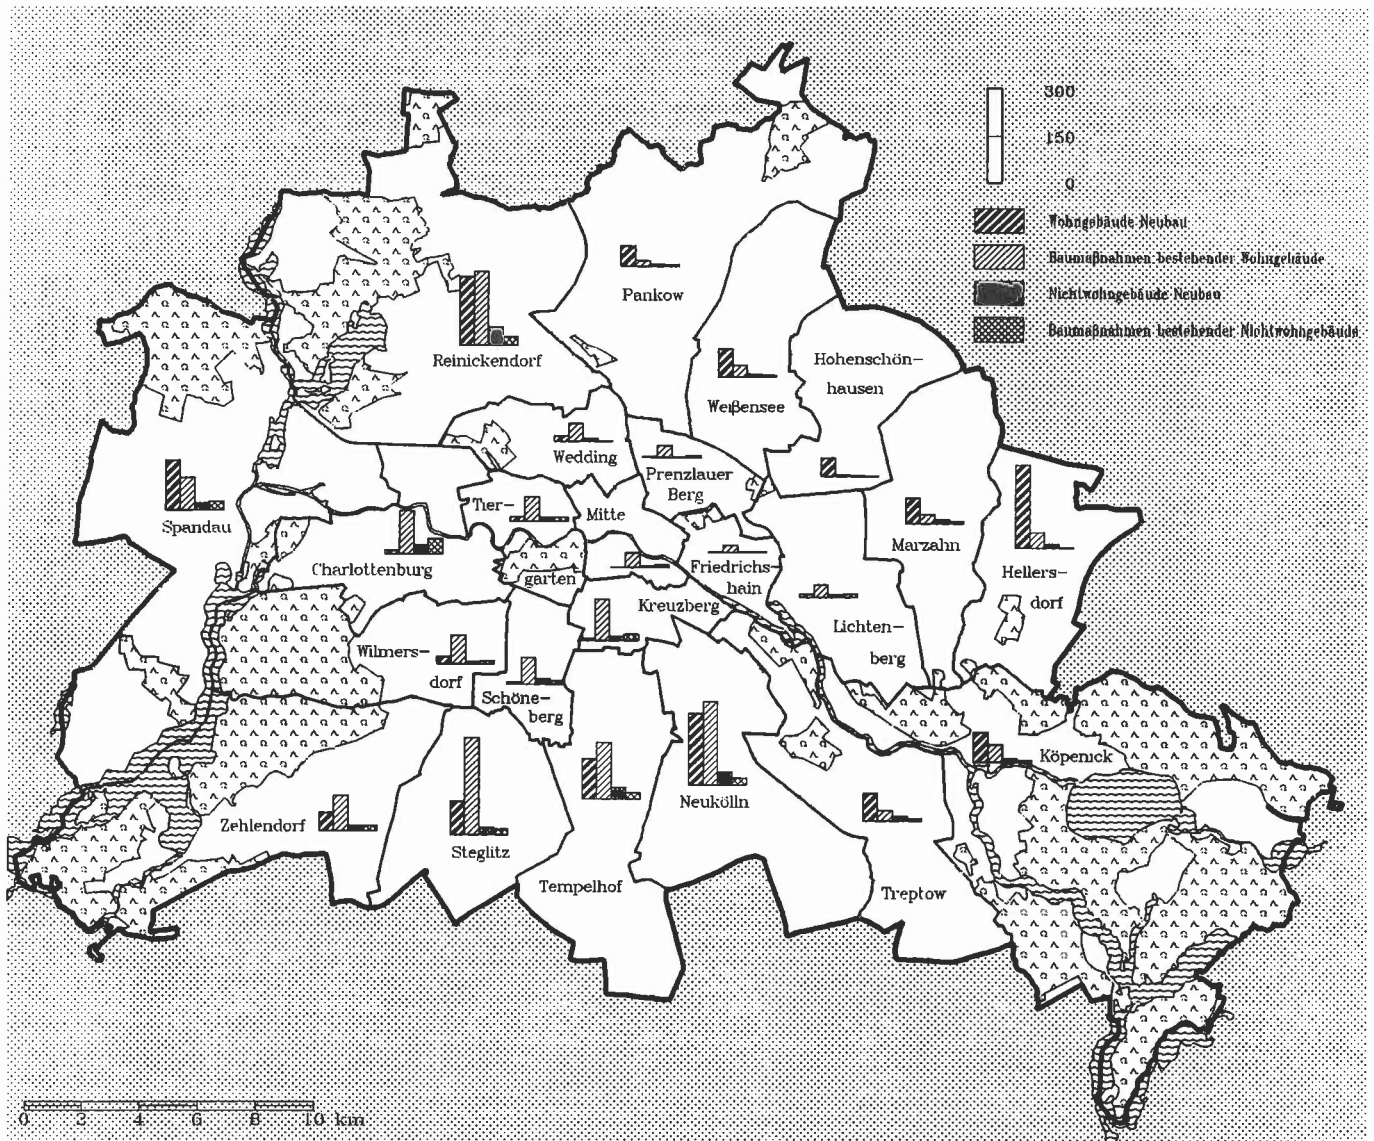 300
150
0
Wohngebäude Neubau
Baumaßnahmen bestehender Wohngebäude
Nichtwohngebäude Neubau
Baumaßnahmen bestehender Nichtwohngebäude
Pankow
Reinickendorf
Hohenschön-
hausen
Weißensee
Wedding
Prenzlauer
Berg
Spandau
Tier-
Mitte
Marzahn
Charlottenburg
garten
Friedrichs-
hain
Hellers-
dorf
Kreuzberg
Lichten-
berg
Wilmers-
dorf
Schöne-
berg
Köpenick
Neukölln
Zehlendorf
Steglitz
Tempelhof
Treptow
0 2 4 6 8 10 km